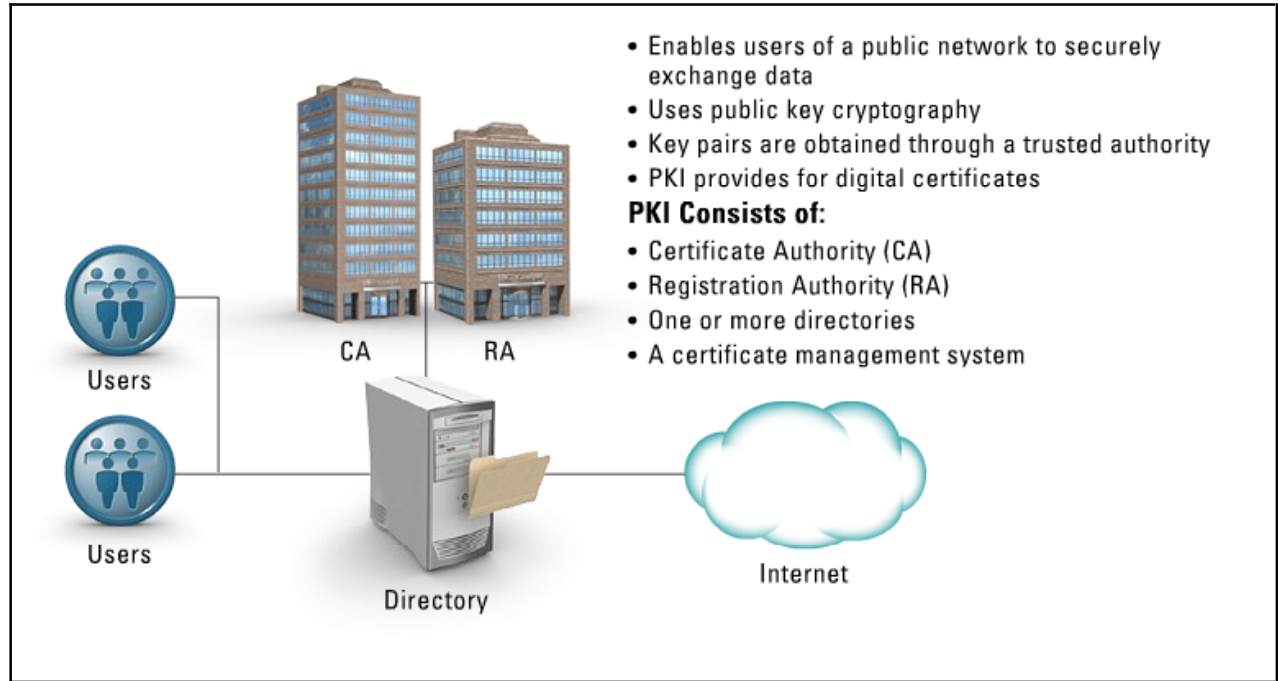 • Enables users of a public network to securely
exchange data
• Uses public key cryptography
• Key pairs are obtained through a trusted authority
• PKI provides for digital certificates
PKI Consists of:
• Certificate Authority (CA)
• Registration Authority (RA)
• One or more directories
• A certificate management system
CA
RA
Users
Users
Directory
Internet